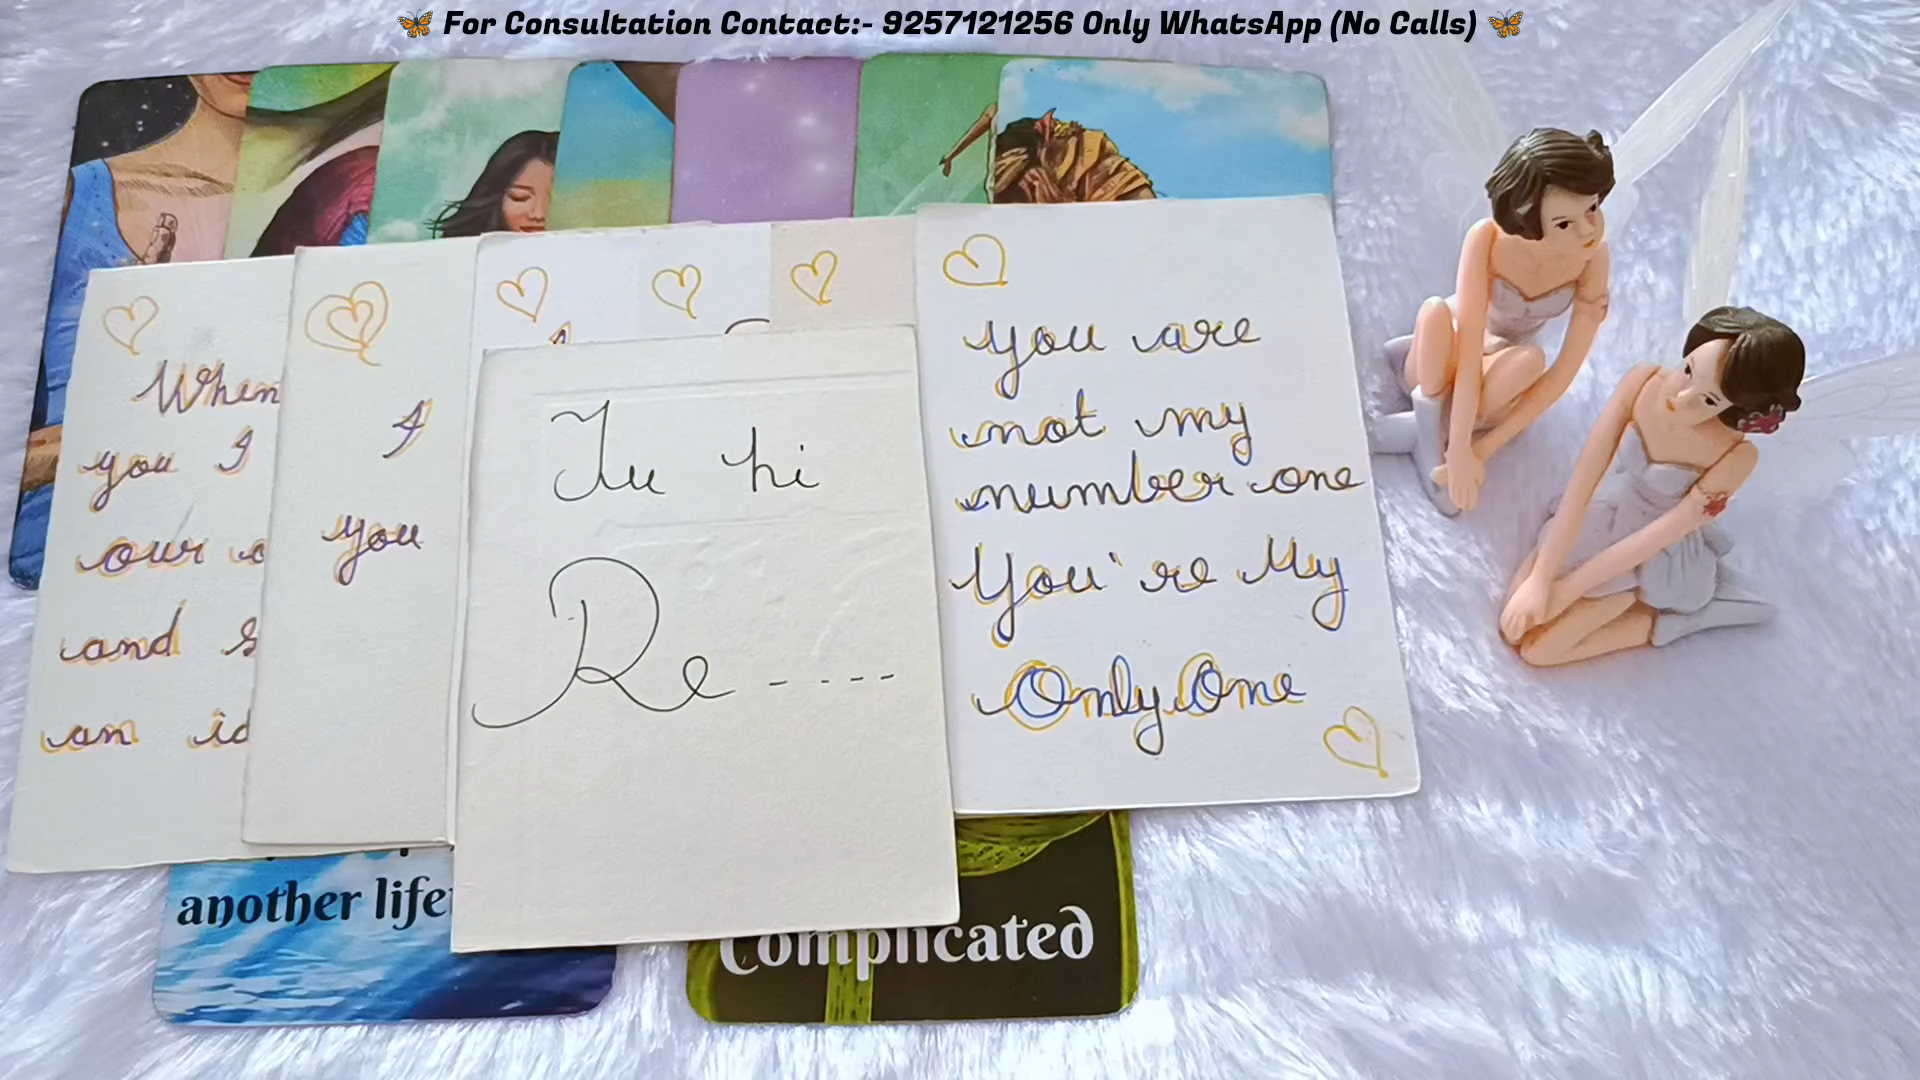 For Consultation Contact:- 9257121256 Only WhatsApp (No Calls)
When
you I
our
and
an
I
you
Tu hi
Re ----
you are
not my
number one
You're My
Only One
another life
Complicated